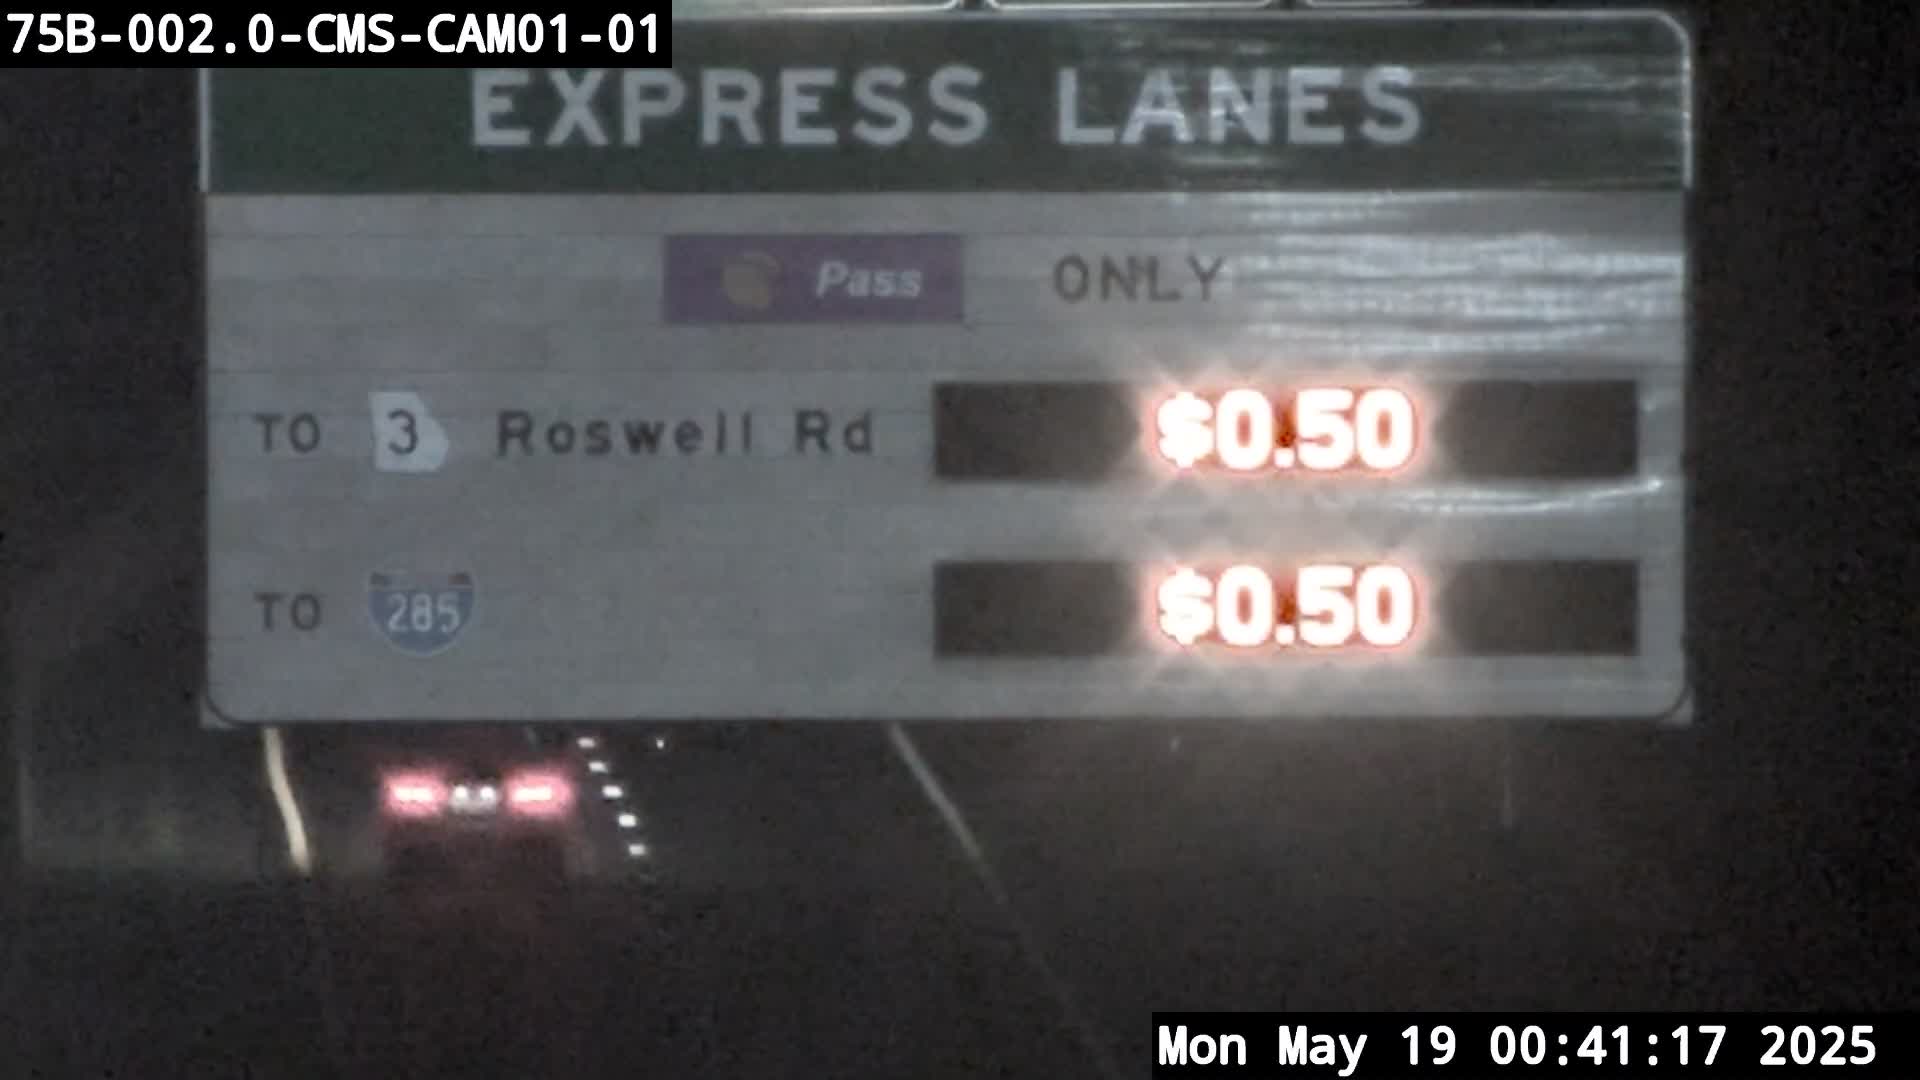 75B-002.0-CMS-CAM01-01
EXPRESS LANES
Pass ONLY
TO 3 Roswell Rd $0.50
TO 285 $0.50
Mon May 19 00:41:17 2025